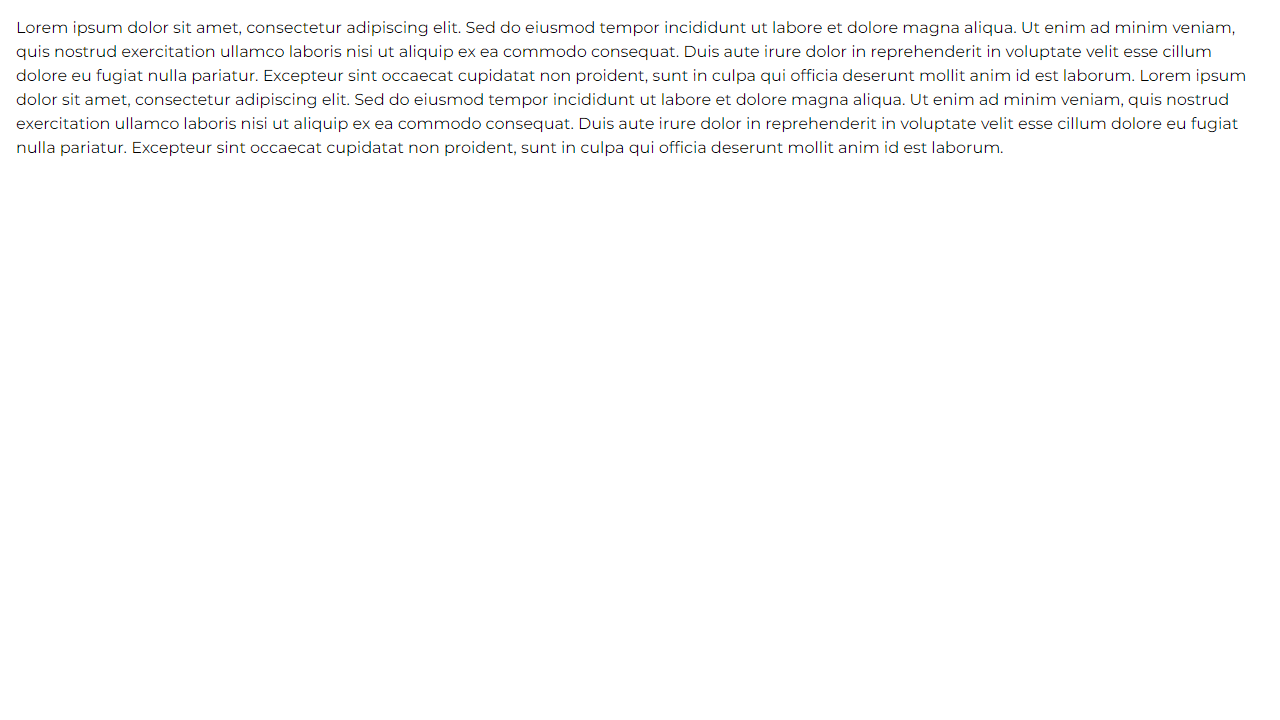 Lorem ipsum dolor sit amet, consectetur adipiscing elit. Sed do eiusmod tempor incididunt ut labore et dolore magna aliqua. Ut enim ad minim veniam,
quis nostrud exercitation ullamco laboris nisi ut aliquip ex ea commodo consequat. Duis aute irure dolor in reprehenderit in voluptate velit esse cillum
dolore eu fugiat nulla pariatur. Excepteur sint occaecat cupidatat non proident, sunt in culpa qui officia deserunt mollit anim id est laborum. Lorem ipsum
dolor sit amet, consectetur adipiscing elit. Sed do eiusmod tempor incididunt ut labore et dolore magna aliqua. Ut enim ad minim veniam, quis nostrud
exercitation ullamco laboris nisi ut aliquip ex ea commodo consequat. Duis aute irure dolor in reprehenderit in voluptate velit esse cillum dolore eu fugiat
nulla pariatur. Excepteur sint occaecat cupidatat non proident, sunt in culpa qui officia deserunt mollit anim id est laborum.